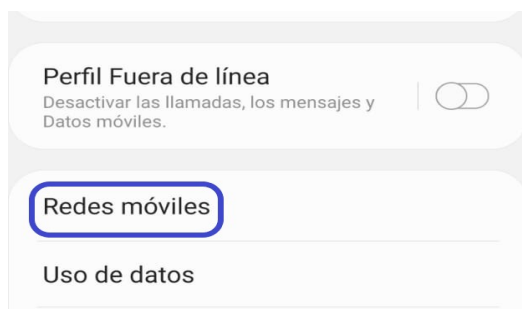 Perfil Fuera de línea
Desactivar las llamadas, los mensajes y
Datos móviles.
Redes móviles
Uso de datos